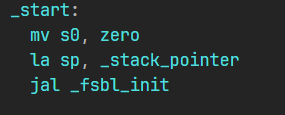 _start:
mv s0, zero
la sp, _stack_pointer
jal _fsbl_init